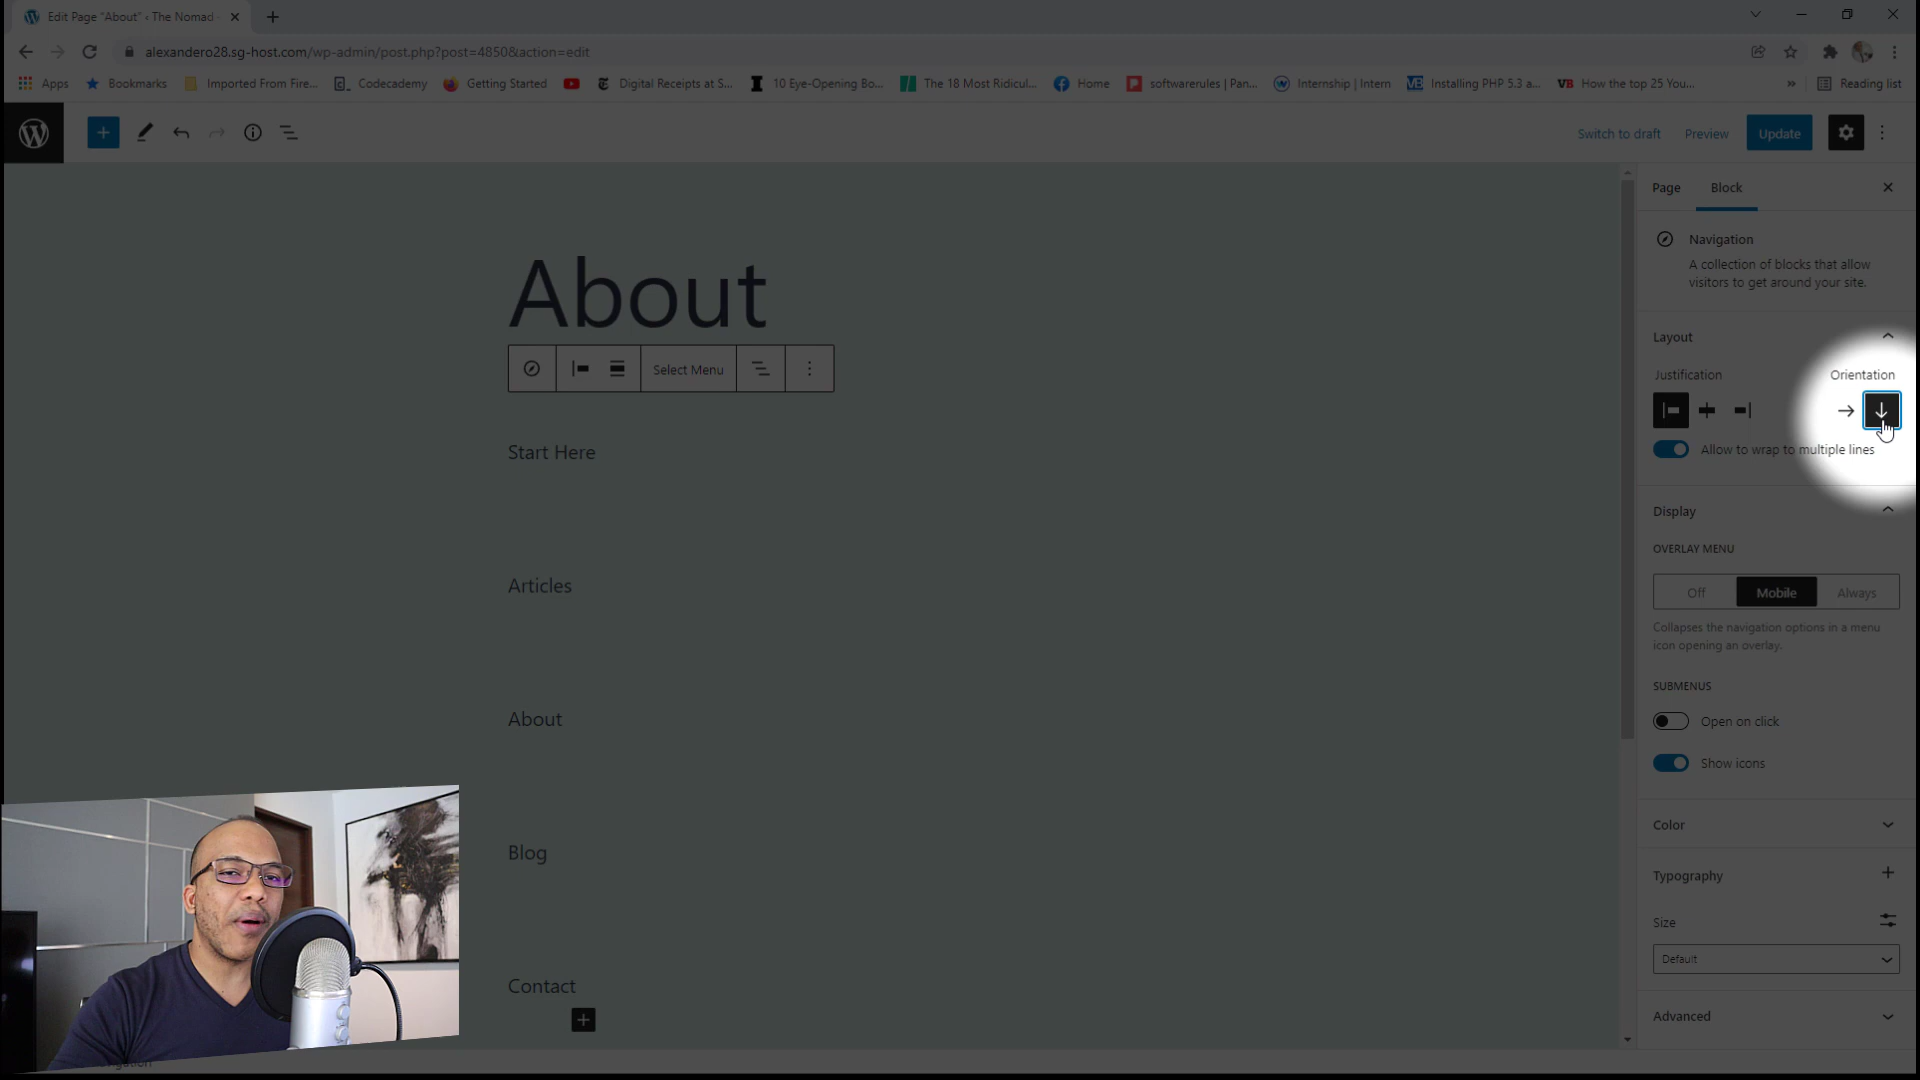 Edit Page "About" ‹ The Nomad
alexandero28.sg-host.com/wp-admin/post.php?post=4850&action=edit
Apps
Bookmarks
Imported From Fire...
Codecademy
Getting Started
Digital Receipts at S...
10 Eye-Opening Bo...
The 18 Most Ridicul...
Home
softwarerules | Pan...
Internship | Intern
Installing PHP 5.3 a...
VB How the top 25 You...
»
Reading list
Switch to draft
Preview
Update
Page
Block
Navigation
A collection of blocks that allow
visitors to get around your site.
Layout
Justification
Orientation
Allow to wrap to multiple lines
Display
OVERLAY MENU
Off
Mobile
Always
Collapses the navigation options in a menu
icon opening an overlay.
SUBMENUS
Open on click
Show icons
Color
Typography
Size
Default
Advanced
About
Select Menu
Start Here
Articles
About
Blog
Contact